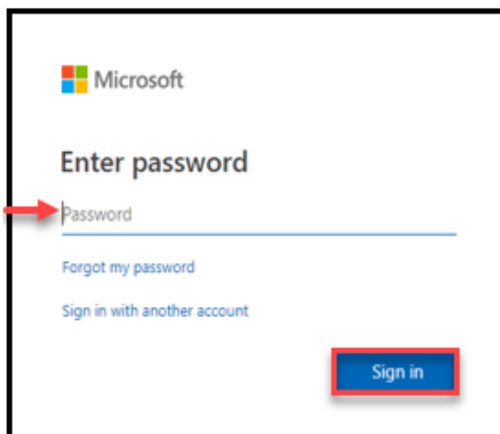 Microsoft
Enter password
Password
Forgot my password
Sign in with another account
Sign in